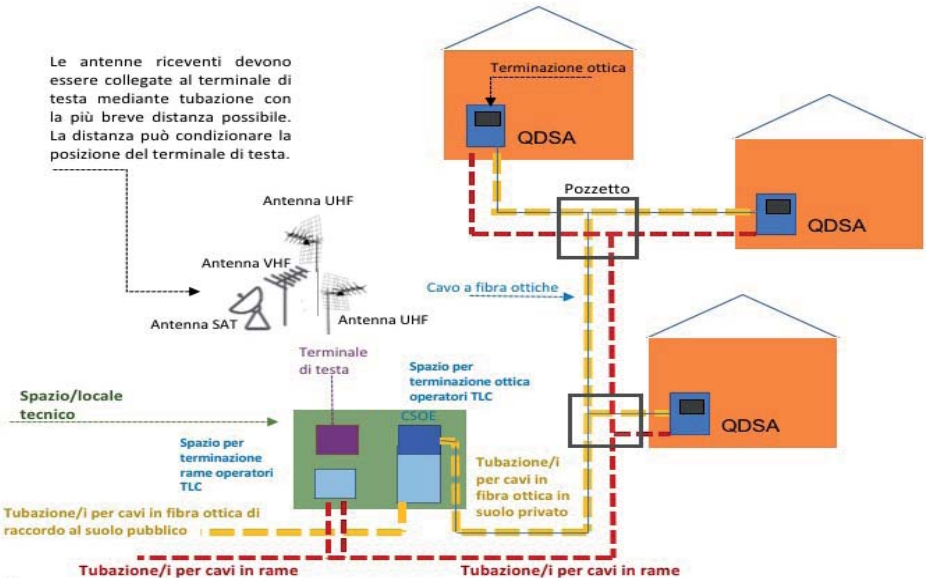 Le antenne riceventi devono
essere collegate al terminale di
testa mediante tubazione con
la più breve distanza possibile.
La distanza può condizionare la
posizione del terminale di testa.
Terminazione ottica
QDSA
Pozzetto
QDSA
Antenna UHF
Antenna VHF
Cavo a fibra ottiche
Antenna SAT
Antenna UHF
Terminale
di testa
Spazio per
terminazione ottica
operatori TLC
Spazio/locale
tecnico
CSOE
QDSA
Spazio per
terminazione
rame operatori
TLC
Tubazione/i
per cavi in
fibra ottica in
suolo privato
Tubazione/i per cavi in fibra ottica di
raccordo al suolo pubblico
Tubazione/i per cavi in rame
Tubazione/i per cavi in rame